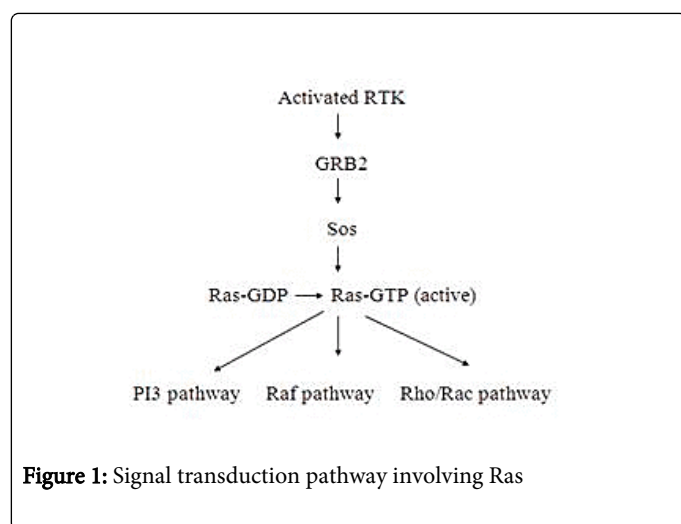 Activated RTK
GRB2
Sos
Ras-GDP Ras-GTP (active)
PI3 pathway Raf pathway Rho/Rac pathway
Figure 1: Signal transduction pathway involving Ras